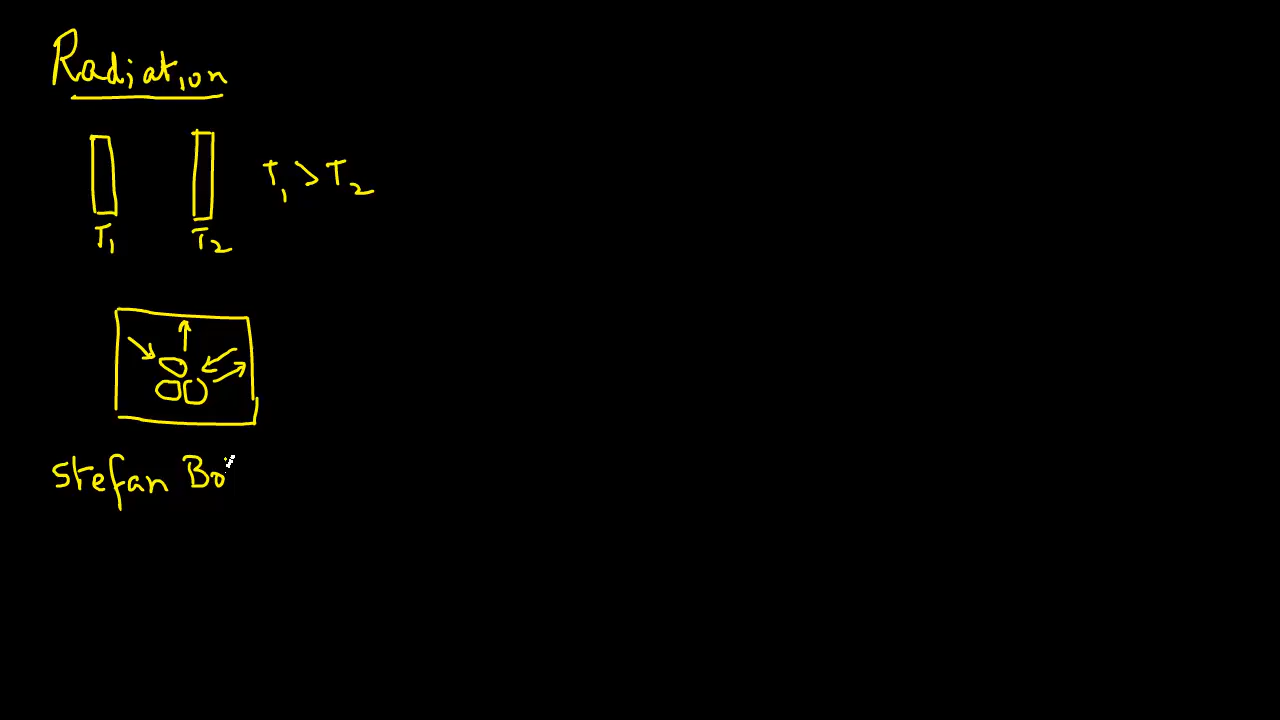 Radiation
T₁ T₂ T₁ > T₂
Stefan Bo